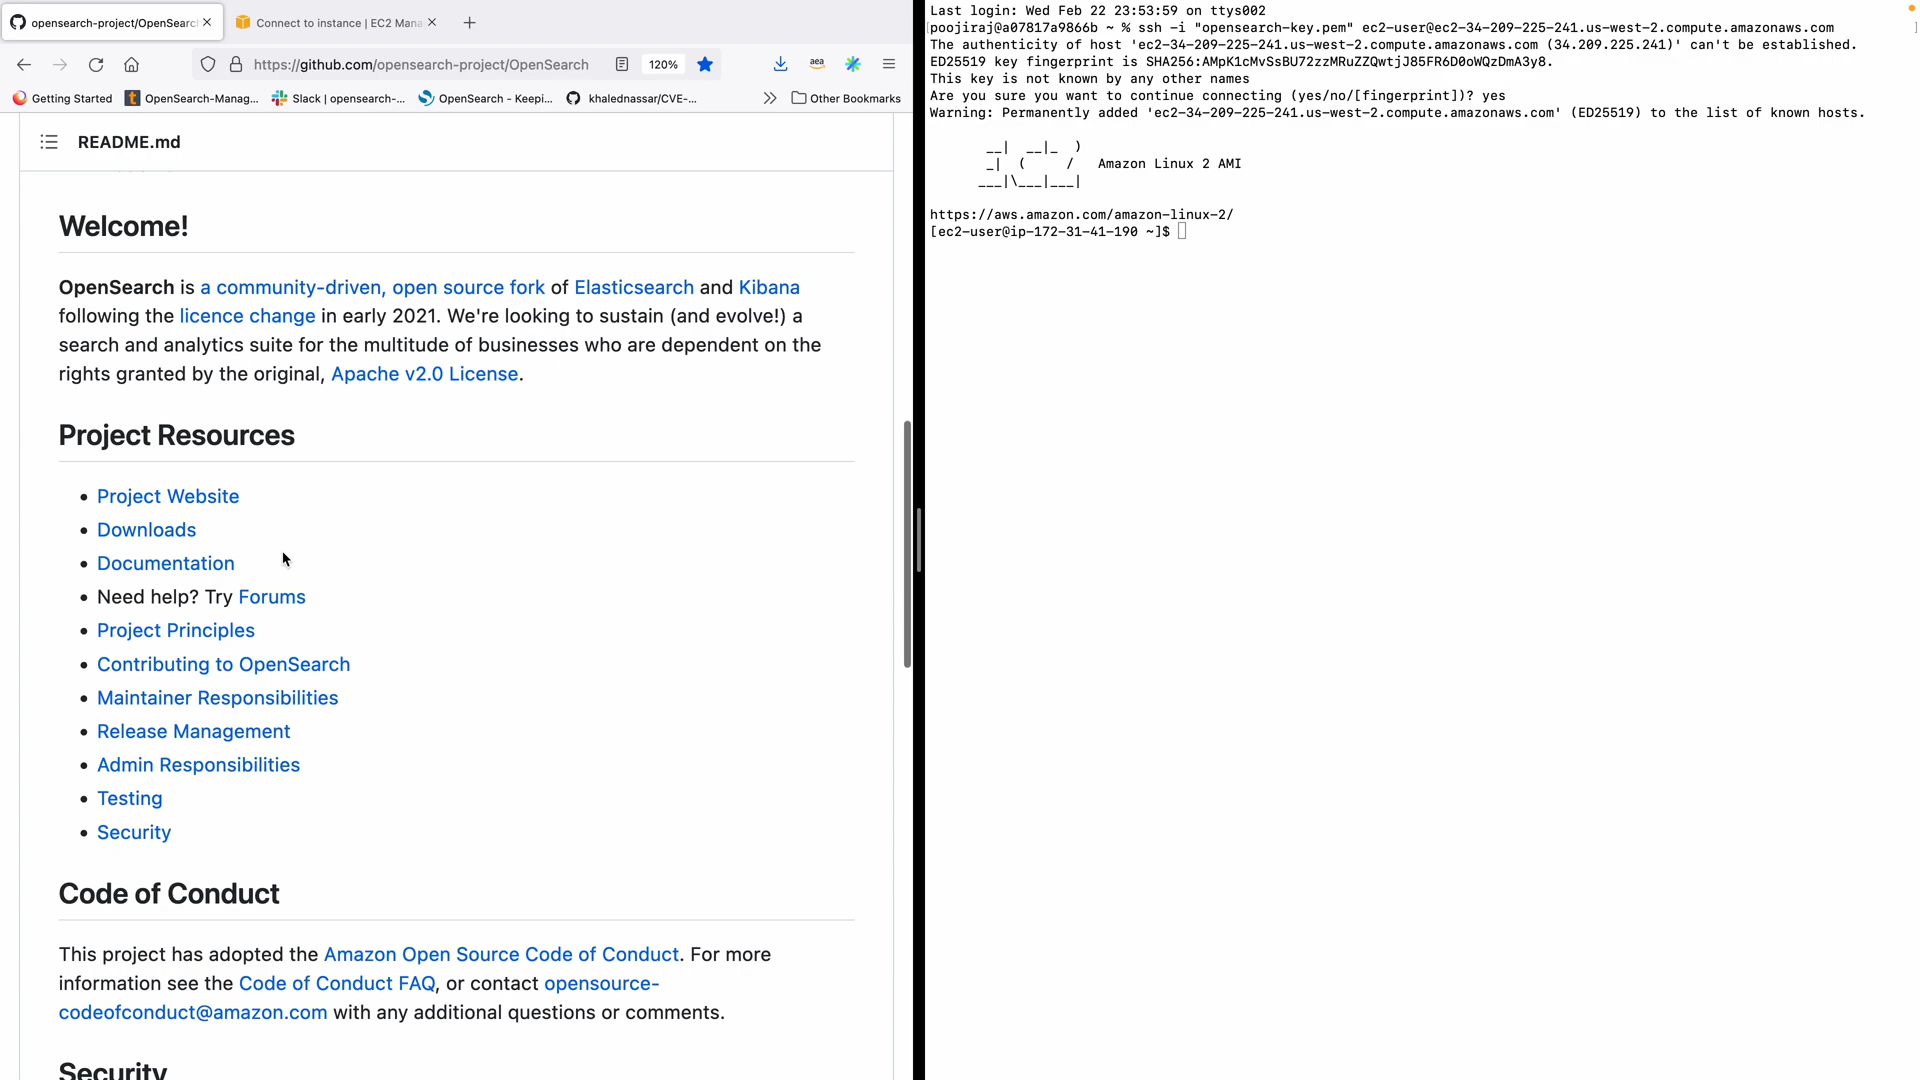 opensearch-project/OpenSearc
Connect to instance | EC2 Mana
https://github.com/opensearch-project/OpenSearch
120%
aea
Getting Started
OpenSearch-Manag...
Slack | opensearch-...
OpenSearch - Keepi...
khalednassar/CVE-...
Other Bookmarks
README.md
Welcome!
OpenSearch is a community-driven, open source fork of Elasticsearch and Kibana
following the licence change in early 2021. We're looking to sustain (and evolve!) a
search and analytics suite for the multitude of businesses who are dependent on the
rights granted by the original, Apache v2.0 License.
Project Resources
• Project Website
• Downloads
• Documentation
• Need help? Try Forums
• Project Principles
• Contributing to OpenSearch
• Maintainer Responsibilities
• Release Management
• Admin Responsibilities
• Testing
• Security
Code of Conduct
This project has adopted the Amazon Open Source Code of Conduct. For more
information see the Code of Conduct FAQ, or contact opensource-
codeofconduct@amazon.com with any additional questions or comments.
Security
Last login: Wed Feb 22 23:53:59 on ttys002
[poojiraj@a07817a9866b ~ % ssh -i "opensearch-key.pem" ec2-user@ec2-34-209-225-241.us-west-2.compute.amazonaws.com ]
The authenticity of host 'ec2-34-209-225-241.us-west-2.compute.amazonaws.com (34.209.225.241)' can't be established.
ED25519 key fingerprint is SHA256:AMpK1cMvSsBU72zzMRuZZQwtjJ85FR6D0oWQzDmA3y8.
This key is not known by any other names
Are you sure you want to continue connecting (yes/no/[fingerprint])? yes
Warning: Permanently added 'ec2-34-209-225-241.us-west-2.compute.amazonaws.com' (ED25519) to the list of known hosts.
__|  __|_  )
_|  (     /   Amazon Linux 2 AMI
___|\___|___|
https://aws.amazon.com/amazon-linux-2/
[ec2-user@ip-172-31-41-190 ~]$